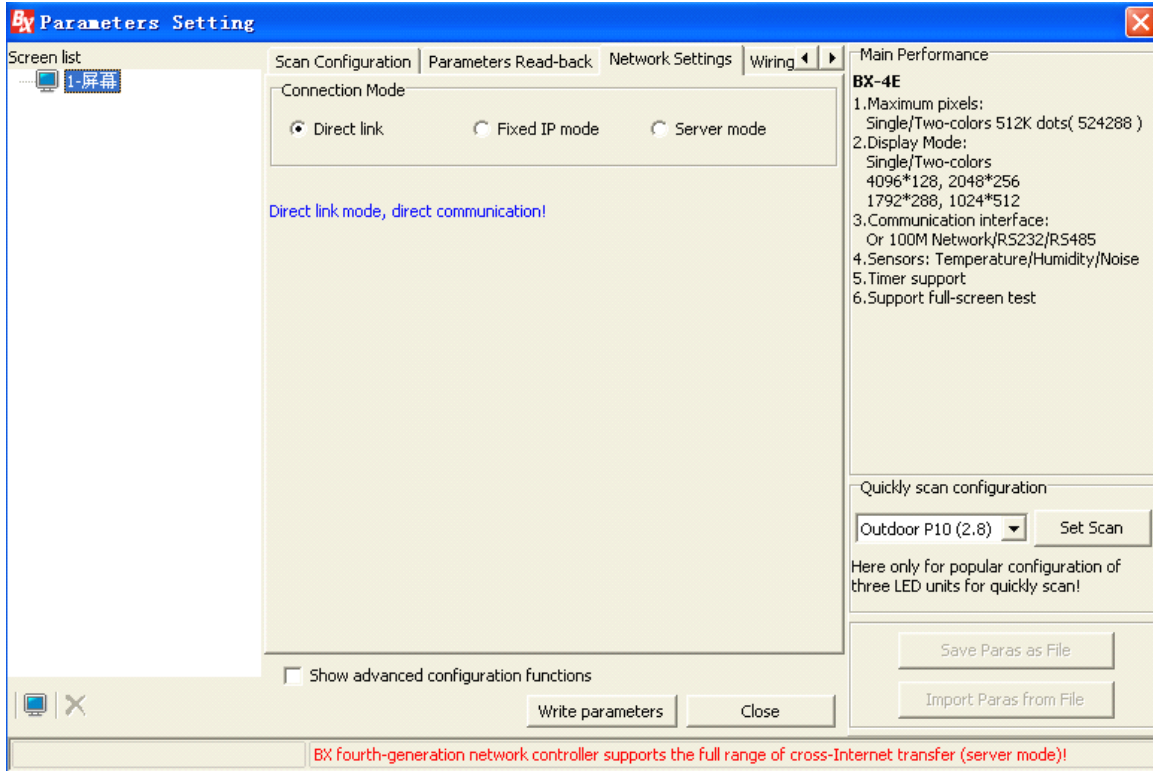 BX Parameters Setting
Screen list
1-屏幕
Scan Configuration Parameters Read-back Network Settings Wiring
Connection Mode
Direct link Fixed IP mode Server mode
Direct link mode, direct communication!
Show advanced configuration functions
Write parameters Close
Main Performance
BX-4E
1.Maximum pixels:
Single/Two-colors 512K dots( 524288 )
2.Display Mode:
Single/Two-colors
4096*128, 2048*256
1792*288, 1024*512
3.Communication interface:
Or 100M Network/RS232/RS485
4.Sensors: Temperature/Humidity/Noise
5.Timer support
6.Support full-screen test
Quickly scan configuration
Outdoor P10 (2.8) Set Scan
Here only for popular configuration of
three LED units for quickly scan!
Save Paras as File
Import Paras from File
BX fourth-generation network controller supports the full range of cross-Internet transfer (server mode)!